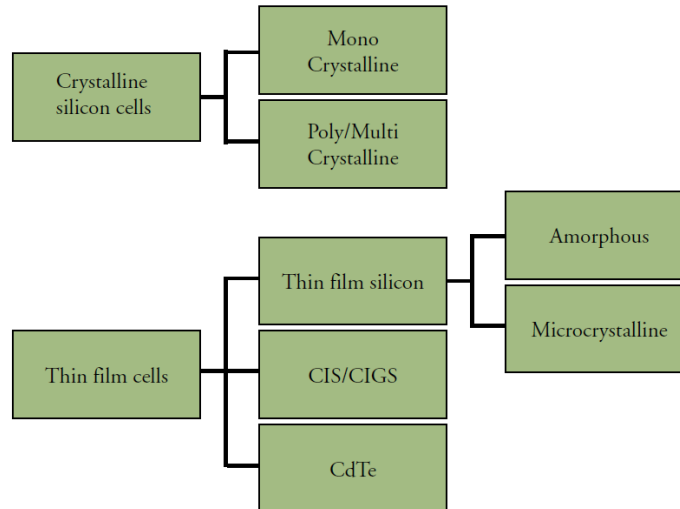 Crystalline
silicon cells
Mono
Crystalline
Poly/Multi
Crystalline
Thin film cells
Thin film silicon
Amorphous
Microcrystalline
CIS/CIGS
CdTe